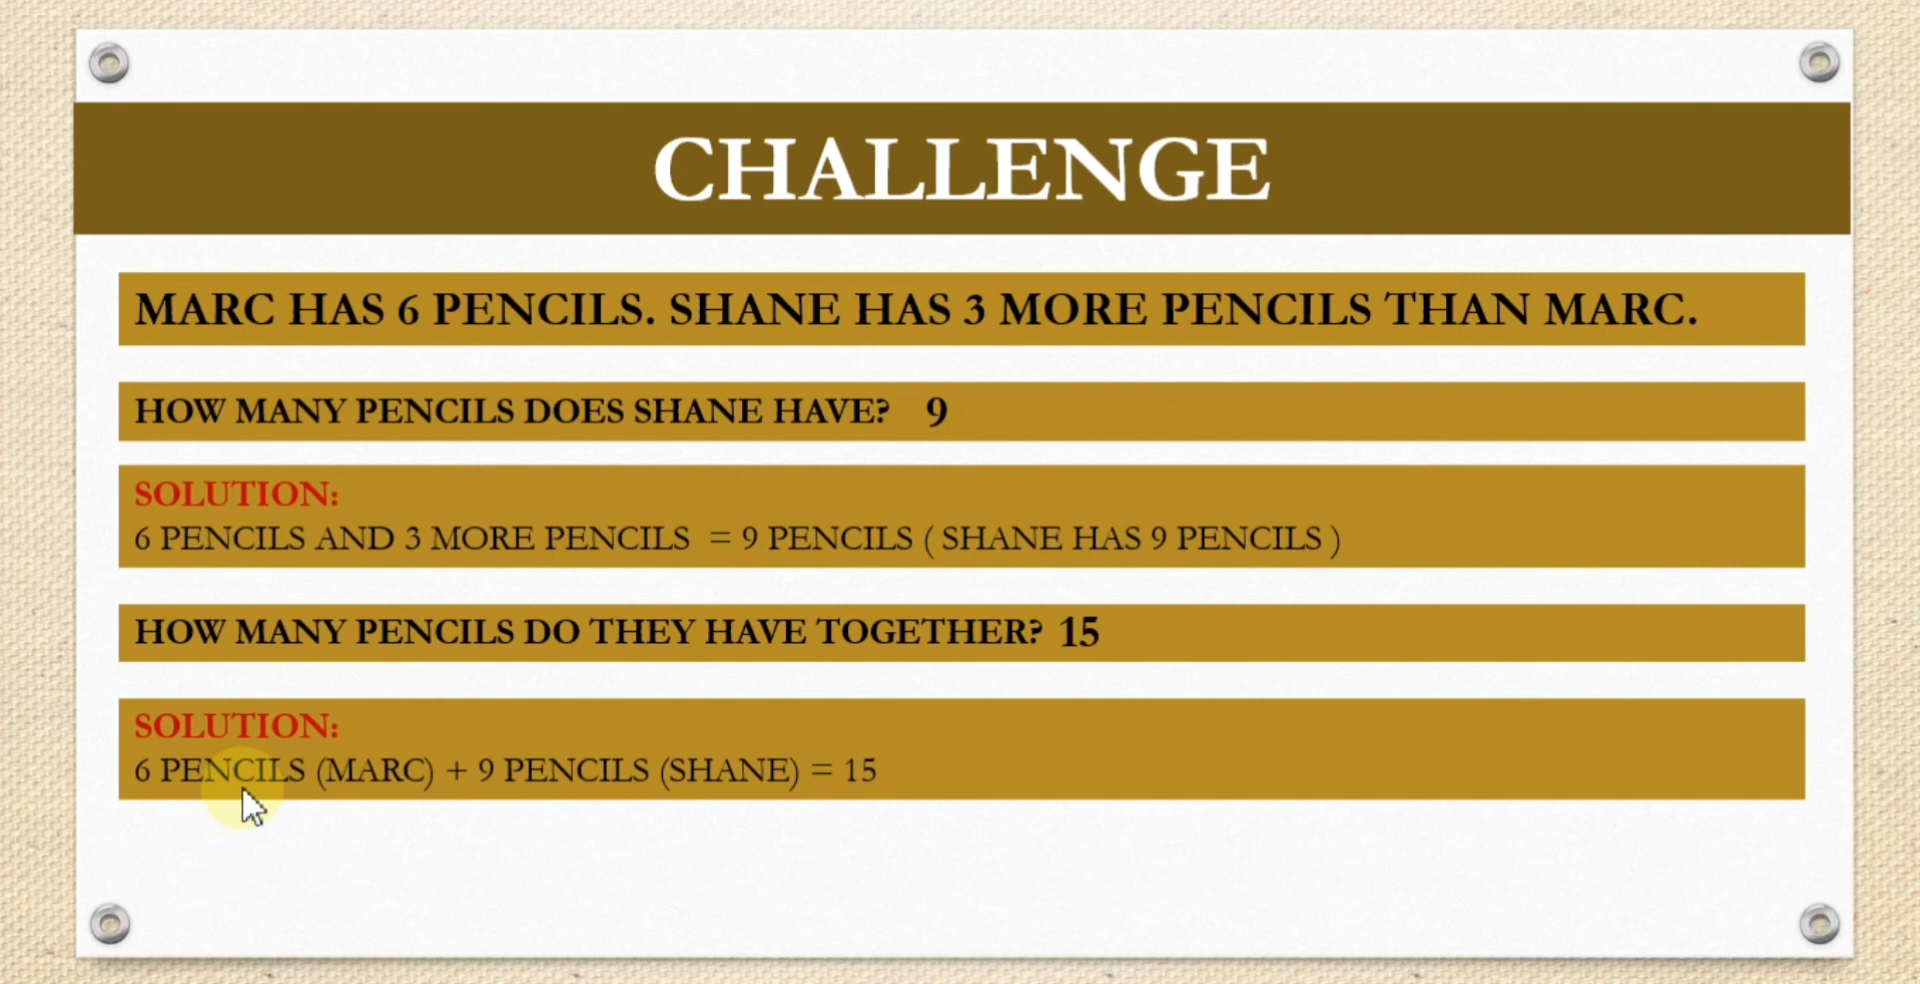 CHALLENGE
MARC HAS 6 PENCILS. SHANE HAS 3 MORE PENCILS THAN MARC.
HOW MANY PENCILS DOES SHANE HAVE? 9
SOLUTION:
6 PENCILS AND 3 MORE PENCILS = 9 PENCILS ( SHANE HAS 9 PENCILS )
HOW MANY PENCILS DO THEY HAVE TOGETHER? 15
SOLUTION:
6 PENCILS (MARC) + 9 PENCILS (SHANE) = 15